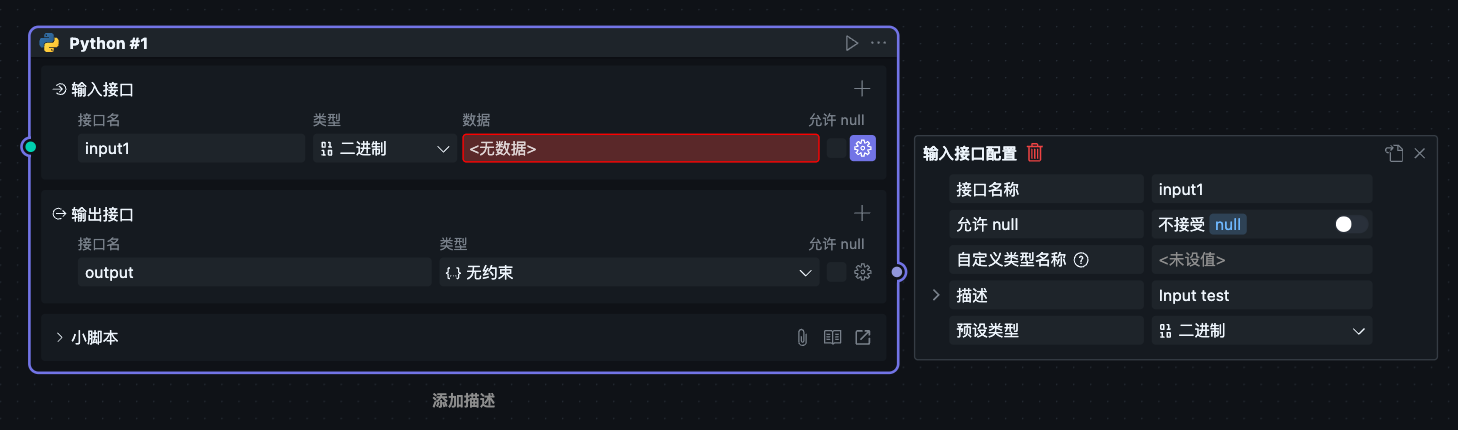 Python #1
输入接口
接口名 类型 数据 允许 null
input1 二进制 <无数据>
输出接口
接口名 类型 允许 null
output {..} 无约束
小脚本
添加描述
输入接口配置
接口名称 input1
允许 null 不接受 null
自定义类型名称 <未设值>
描述 Input test
预设类型 二进制